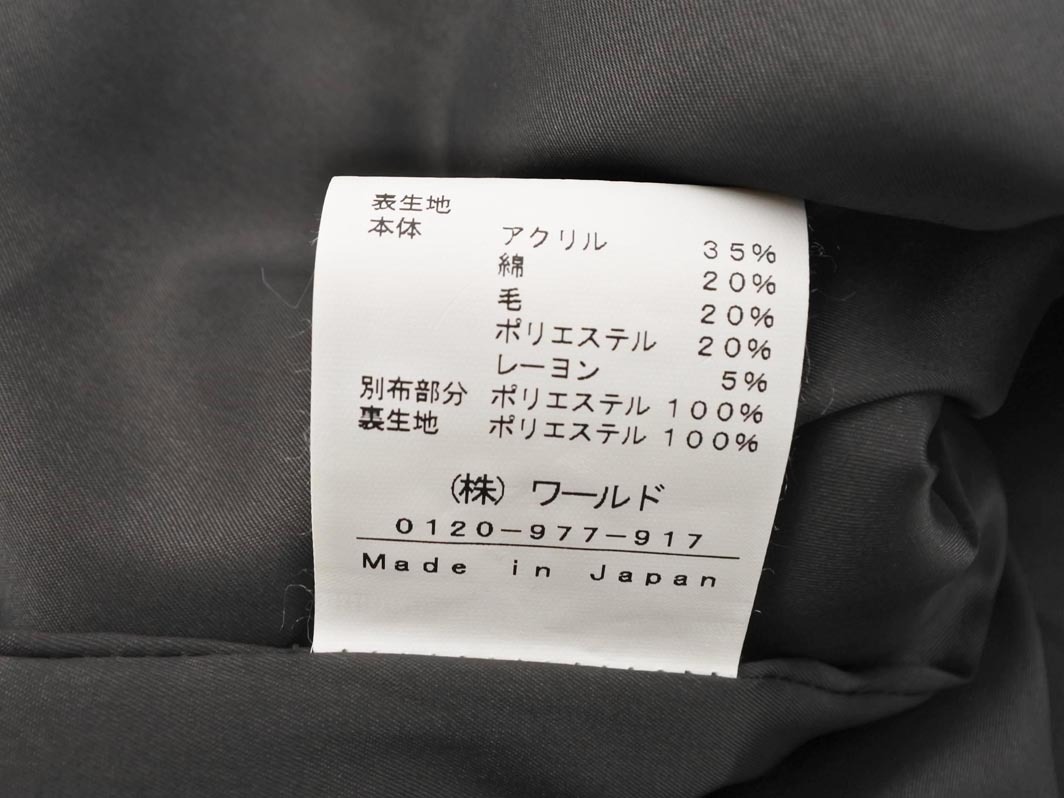 表生地
本体 アクリル 35%
綿 20%
毛 20%
ポリエステル 20%
レーヨン 5%
別布部分 ポリエステル 100%
裏生地 ポリエステル 100%
(株) ワールド
0120-977-917
Made in Japan